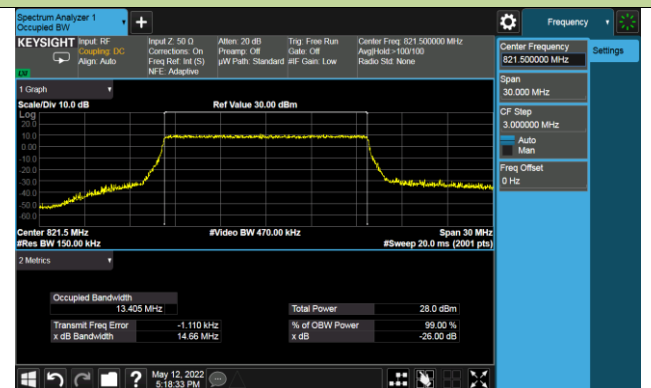 Spectrum Analyzer 1
Occupied BW
Frequency
KEYSIGHT
Input: RF
Coupling: DC
Align: Auto
Input Z: 50 Ω
Corrections: On
Freq Ref: Int (S)
NFE: Adaptive
Atten: 20 dB
Preamp: Off
µW Path: Standard
Trig: Free Run
Gate: Off
#IF Gain: Low
Center Freq: 821.500000 MHz
Avg|Hold:>100/100
Radio Std: None
Center Frequency
821.500000 MHz
Settings
Span
30.000 MHz
CF Step
3.000000 MHz
Auto
Man
Freq Offset
0 Hz
1 Graph
Scale/Div 10.0 dB
Ref Value 30.00 dBm
Log
20.0
10.0
0.00
-10.0
-20.0
-30.0
-40.0
-50.0
-60.0
Center 821.5 MHz
#Video BW 470.00 kHz
Span 30 MHz
#Res BW 150.00 kHz
#Sweep 20.0 ms (2001 pts)
2 Metrics
Occupied Bandwidth
13.405 MHz
Total Power
28.0 dBm
Transmit Freq Error
-1.110 kHz
% of OBW Power
99.00 %
x dB Bandwidth
14.66 MHz
x dB
-26.00 dB
May 12, 2022
5:18:33 PM